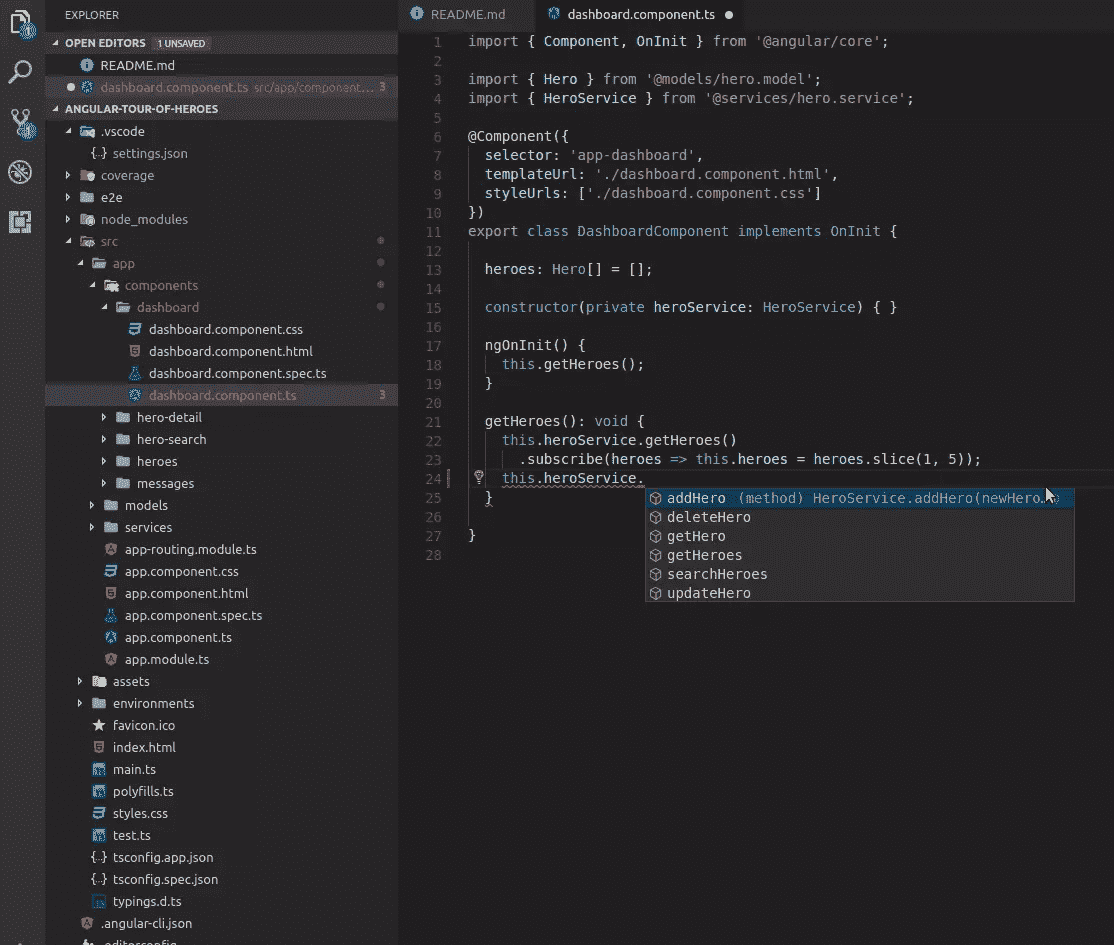 EXPLORER
OPEN EDITORS 1 UNSAVED
README.md
dashboard.component.ts src/app/component... 3
ANGULAR-TOUR-OF-HEROES
.vscode
{..} settings.json
coverage
e2e
node_modules
src
app
components
dashboard
dashboard.component.css
dashboard.component.html
dashboard.component.spec.ts
dashboard.component.ts 3
hero-detail
hero-search
heroes
messages
models
services
app-routing.module.ts
app.component.css
app.component.html
app.component.spec.ts
app.component.ts
app.module.ts
assets
environments
favicon.ico
index.html
main.ts
polyfills.ts
styles.css
test.ts
{..} tsconfig.app.json
{..} tsconfig.spec.json
typings.d.ts
.angular-cli.json
.editorconfig
README.md dashboard.component.ts
1 import { Component, OnInit } from '@angular/core';
2
3 import { Hero } from '@models/hero.model';
4 import { HeroService } from '@services/hero.service';
5
6 @Component({
7 selector: 'app-dashboard',
8 templateUrl: './dashboard.component.html',
9 styleUrls: ['./dashboard.component.css']
10 })
11 export class DashboardComponent implements OnInit {
12
13 heroes: Hero[] = [];
14
15 constructor(private heroService: HeroService) { }
16
17 ngOnInit() {
18 this.getHeroes();
19 }
20
21 getHeroes(): void {
22 this.heroService.getHeroes()
23 .subscribe(heroes => this.heroes = heroes.slice(1, 5));
24 this.heroService.
25 }
26
27 }
28
addHero (method) HeroService.addHero(newHero…
deleteHero
getHero
getHeroes
searchHeroes
updateHero